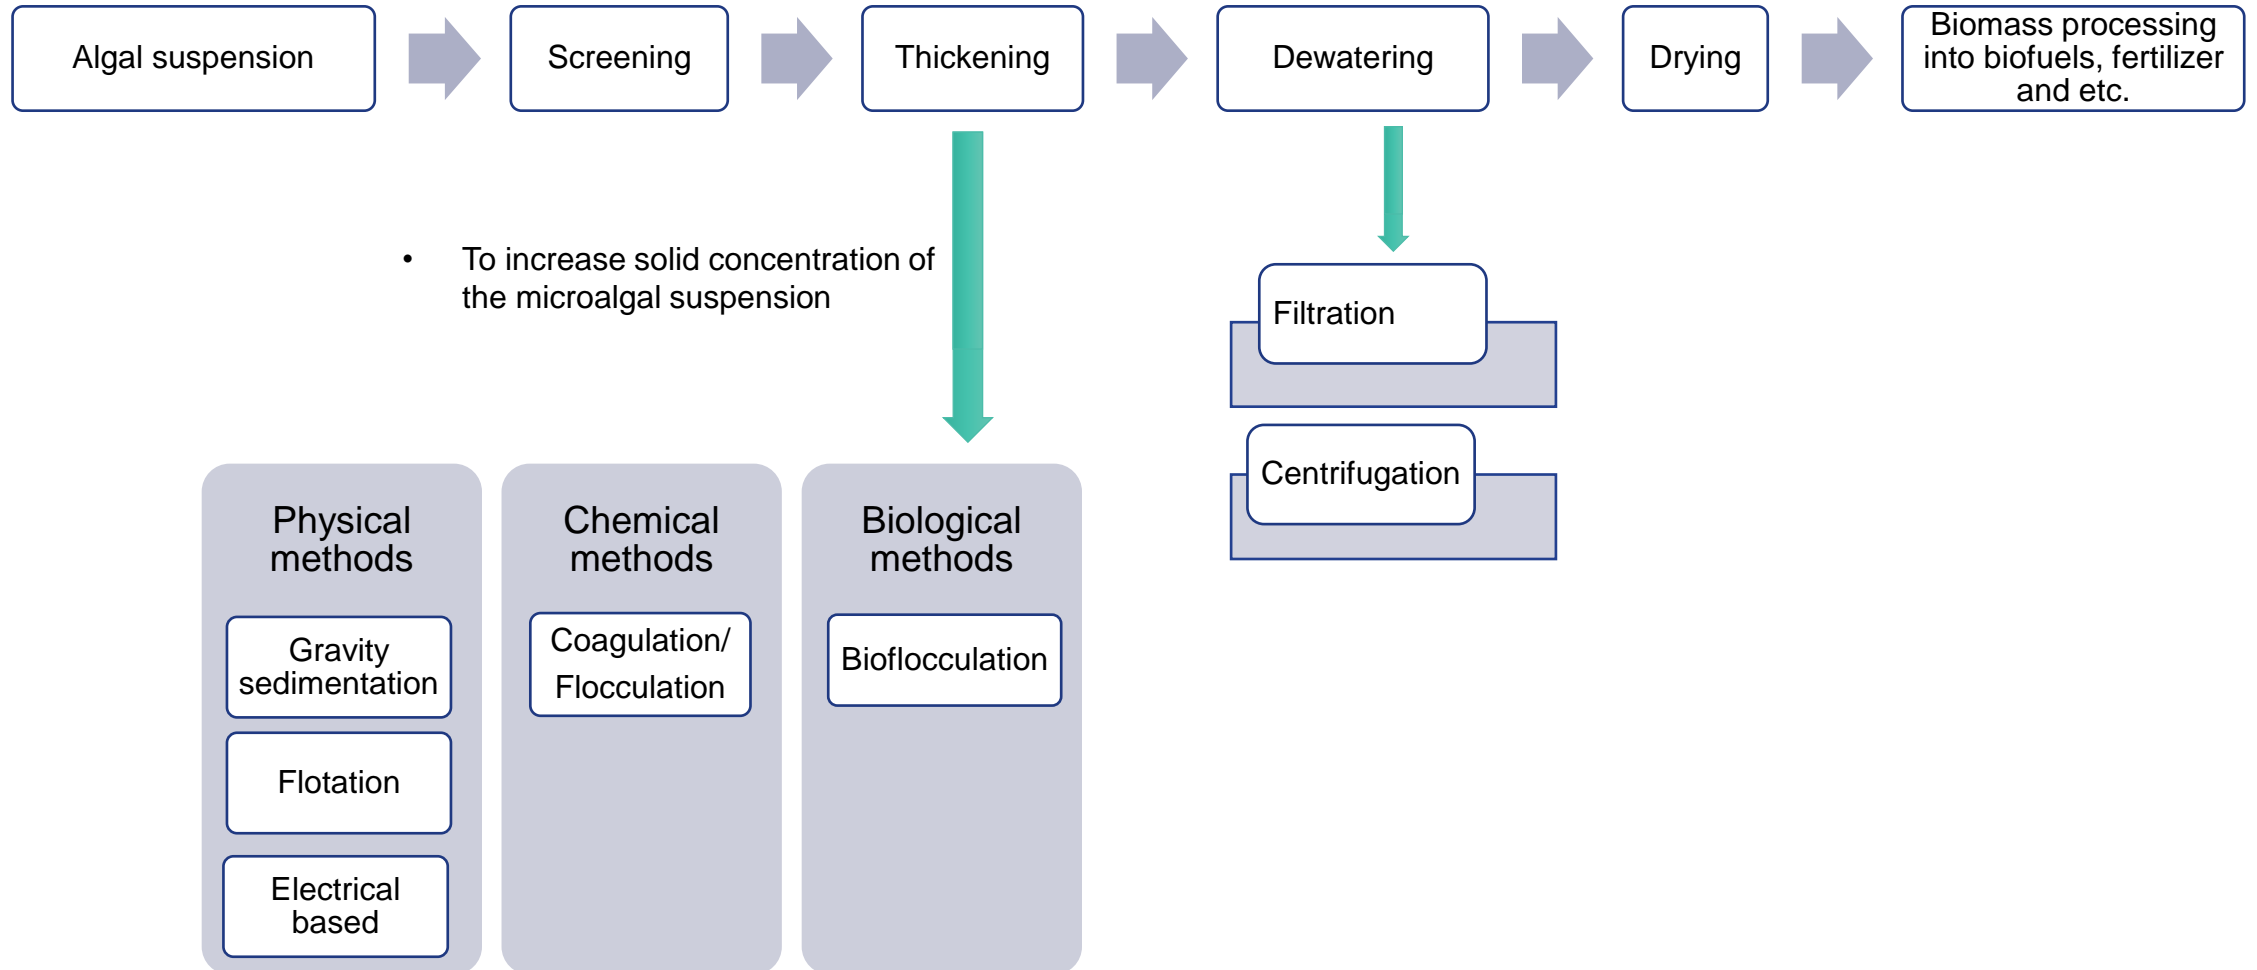 Algal suspension
Screening
Thickening
Dewatering
Drying
Biomass processing
into biofuels, fertilizer
and etc.
• To increase solid concentration of
the microalgal suspension
Filtration
Centrifugation
Physical
methods
Gravity
sedimentation
Flotation
Electrical
based
Chemical
methods
Coagulation/
Flocculation
Biological
methods
Bioflocculation